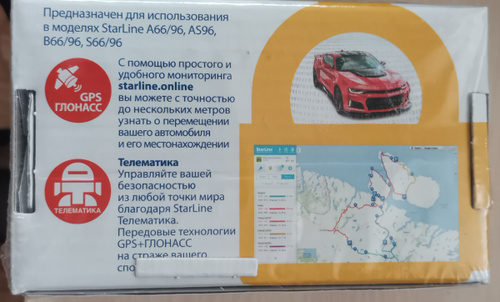 Предназначен для использования
в моделях StarLine A66/96, AS96,
B66/96, S66/96
GPS
ГЛОНАСС
С помощью простого и
удобного мониторинга
starline.online
вы можете с точностью
до нескольких метров
узнать о перемещении
вашего автомобиля
и его местонахождении
ТЕЛЕМАТИКА
Телематика
Управляйте вашей
безопасностью
из любой точки мира
благодаря StarLine
Телематика.
Передовые технологии
GPS+ГЛОНАСС
на страже вашего
StarLine